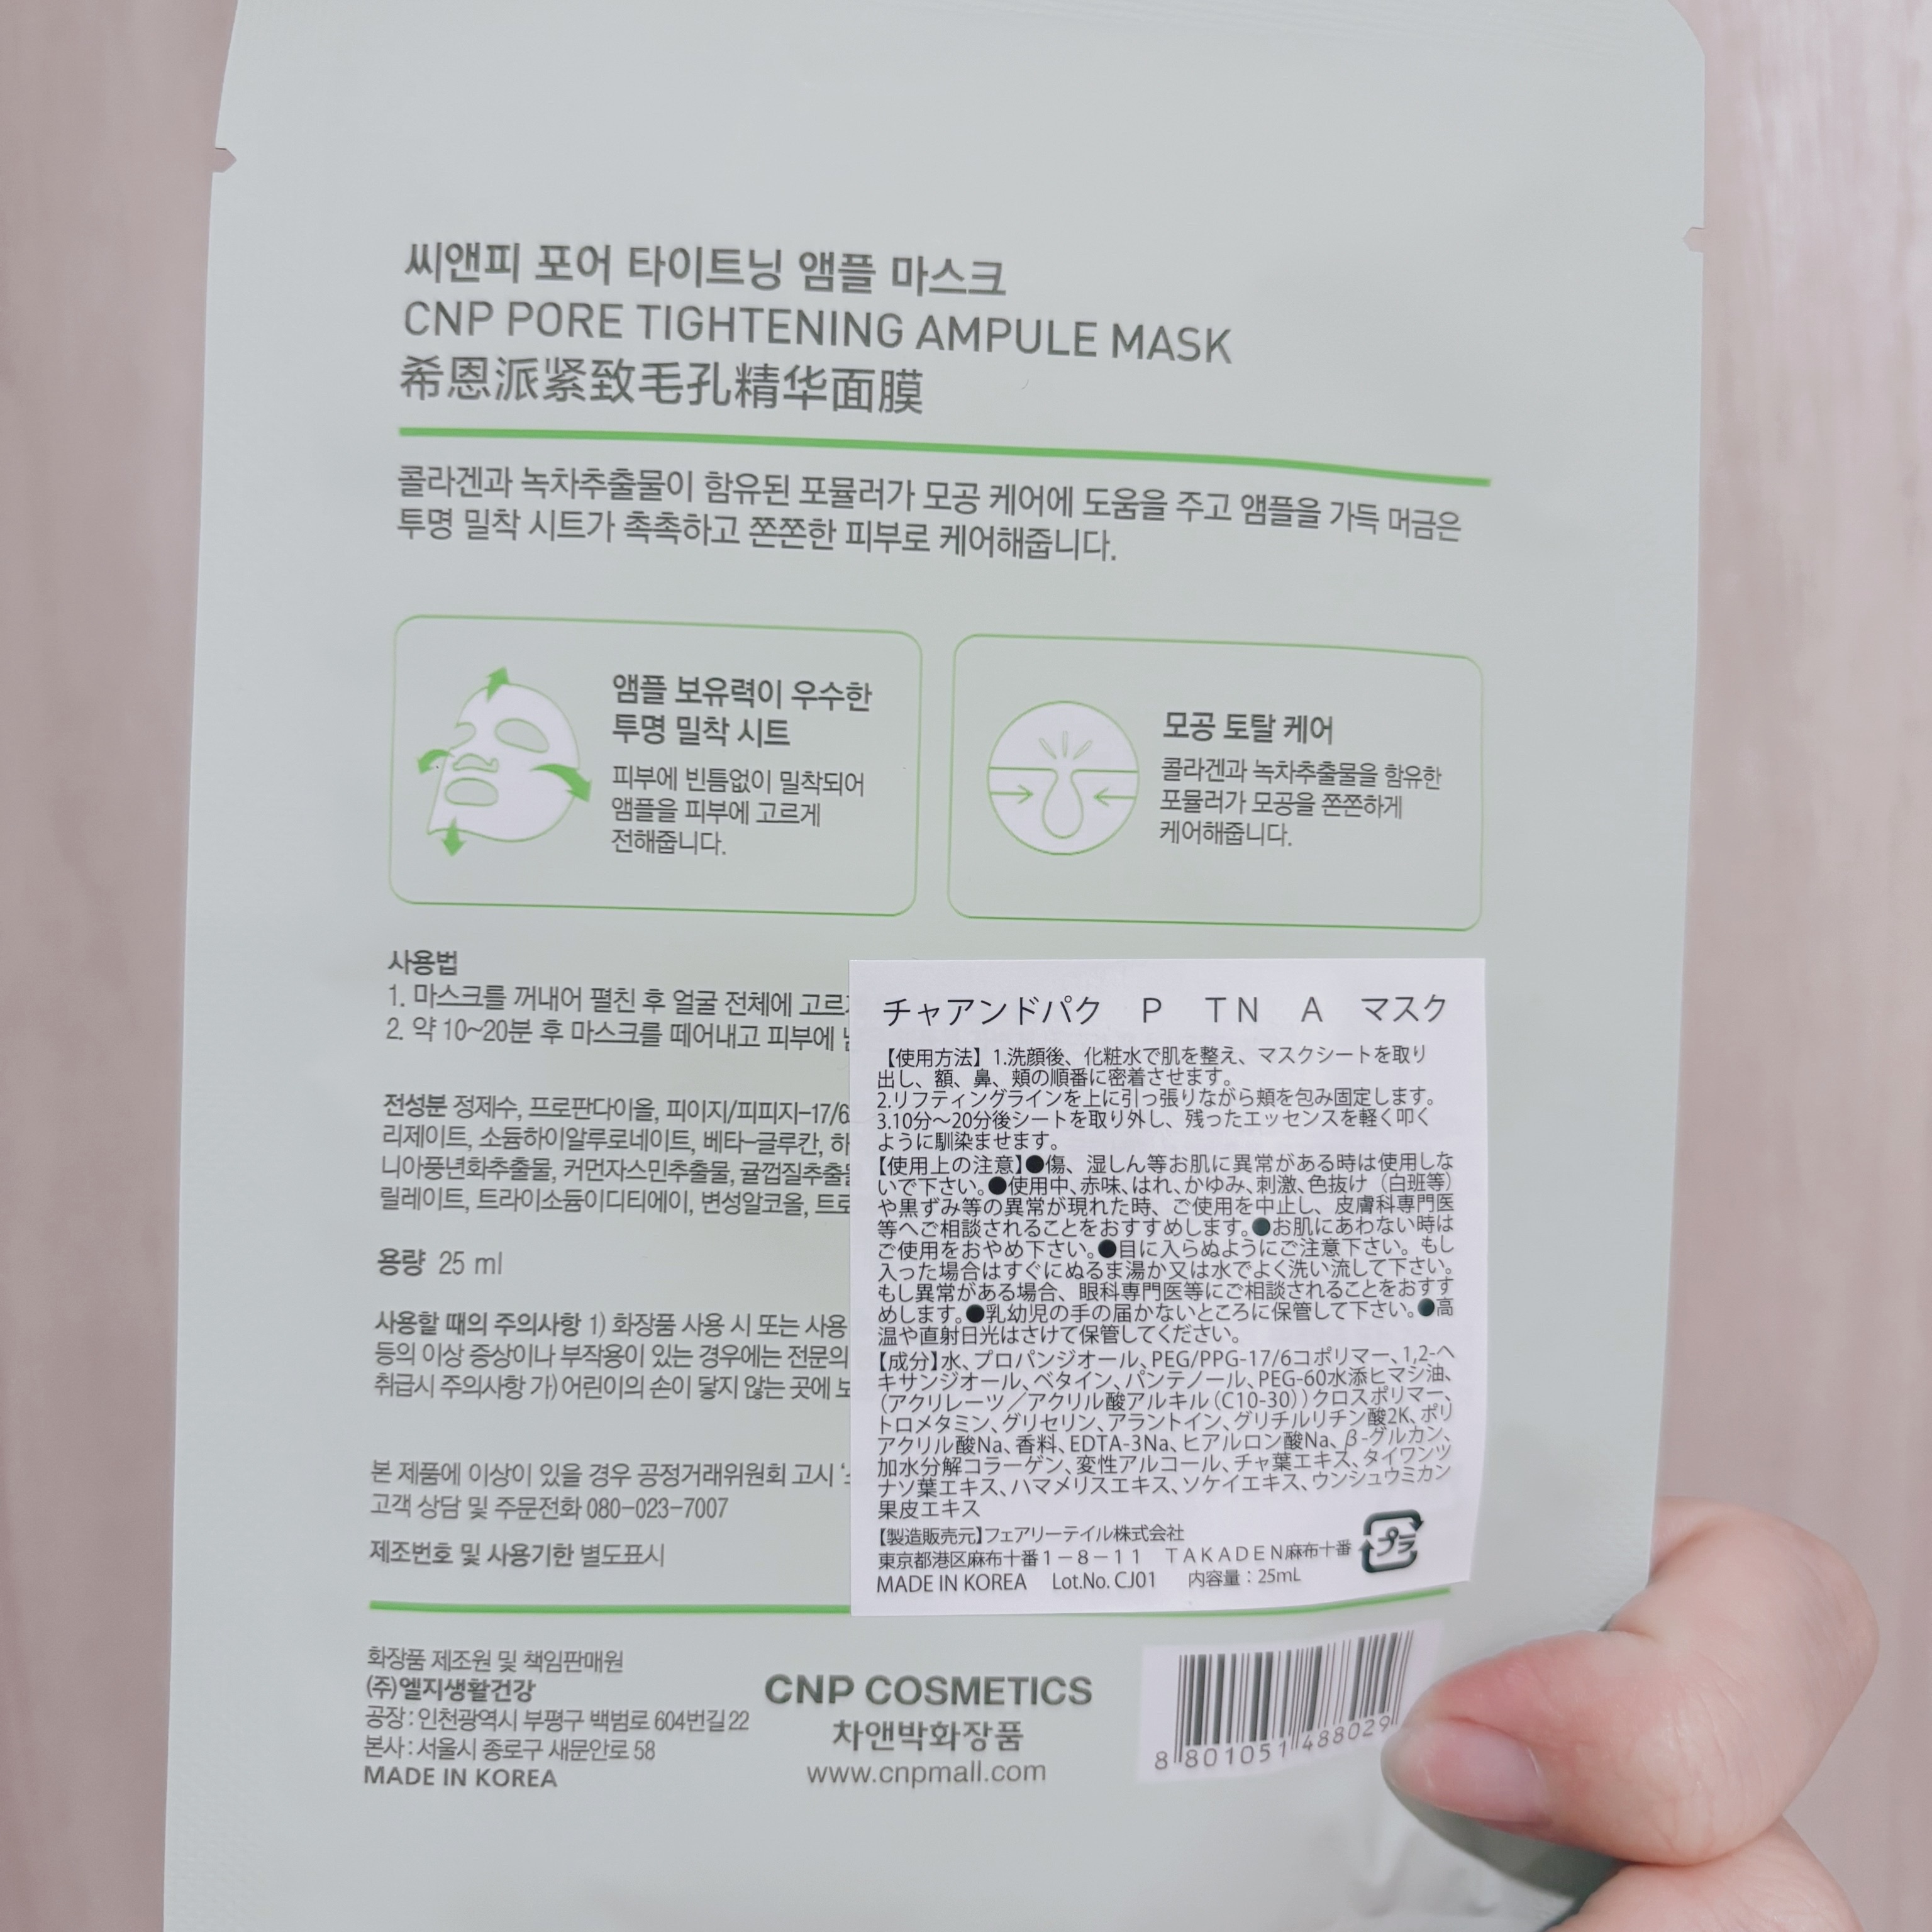 씨앤피 포어 타이트닝 앰플 마스크
CNP PORE TIGHTENING AMPULE MASK
希恩派紧致毛孔精华面膜
콜라겐과 녹차추출물이 함유된 포뮬러가 모공 케어에 도움을 주고 앰플을 가득 머금은
투명 밀착 시트가 촉촉하고 쫀쫀한 피부로 케어해줍니다.
앰플 보유력이 우수한
투명 밀착 시트
피부에 빈틈없이 밀착되어
앰플을 피부에 고르게
전해줍니다.
모공 토탈 케어
콜라겐과 녹차추출물을 함유한
포뮬러가 모공을 쫀쫀하게
케어해줍니다.
사용법
1. 마스크를 꺼내어 펼친 후 얼굴 전체에 고르
2. 약 10~20분 후 마스크를 떼어내고 피부에
전성분 정제수, 프로판다이올, 피이지/피피지-17/6
리제이트, 소듐하이알루로네이트, 베타-글루칸, 하
니아풍년화추출물, 커먼자스민추출물, 귤껍질추출
릴레이트, 트라이소듐이디티에이, 변성알코올, 트로
용량 25 ml
사용할 때의 주의사항 1) 화장품 사용 시 또는 사용
등의 이상 증상이나 부작용이 있는 경우에는 전문의
취급시 주의사항 가) 어린이의 손이 닿지 않는 곳에 보
본 제품에 이상이 있을 경우 공정거래위원회 고시 ‘
고객 상담 및 주문전화 080-023-7007
제조번호 및 사용기한 별도표시
チャアンドパク P TN A マスク
【使用方法】1.洗顔後、化粧水で肌を整え、マスクシートを取り
出し、額、鼻、頬の順番に密着させます。
2.リフティングラインを上に引っ張りながら頬を包み固定します。
3.10分～20分後シートを取り外し、残ったエッセンスを軽く叩く
ように馴染ませます。
【使用上の注意】●傷、湿しん等お肌に異常がある時は使用しな
いで下さい。●使用中、赤味、はれ、かゆみ、刺激、色抜け（白班等）
や黒ずみ等の異常が現れた時、ご使用を中止し、皮膚科専門医
等へご相談されることをおすすめします。●お肌にあわない時は
ご使用をおやめ下さい。●目に入らぬようにご注意下さい。もし
入った場合はすぐにぬるま湯か又は水でよく洗い流して下さい。
もし異常がある場合、眼科専門医等にご相談されることをおすす
めします。●乳幼児の手の届かないところに保管して下さい。●高
温や直射日光はさけて保管してください。
【成分】水、プロパンジオール、PEG/PPG-17/6コポリマー、1,2-ヘ
キサンジオール、ベタイン、パンテノール、PEG-60水添ヒマシ油、
（アクリレーツ／アクリル酸アルキル（C10-30））クロスポリマー、
トロメタミン、グリセリン、アラントイン、グリチルリチン酸2K、ポリ
アクリル酸Na、香料、EDTA-3Na、ヒアルロン酸Na、β-グルカン、
加水分解コラーゲン、変性アルコール、チャ葉エキス、タイワンツ
ナソ葉エキス、ハマメリスエキス、ソケイエキス、ウンシュウミカン
果皮エキス
【製造販売元】フェアリーテイル株式会社
東京都港区麻布十番１－８－１１ ＴＡＫＡＤＥＮ麻布十番
MADE IN KOREA Lot.No. CJ01 内容量：25mL
プラ
화장품 제조원 및 책임판매원
(주)엘지생활건강
공장 : 인천광역시 부평구 백범로 604번길 22
본사 : 서울시 종로구 새문안로 58
MADE IN KOREA
CNP COSMETICS
차앤박화장품
www.cnpmall.com
8 801051 488029